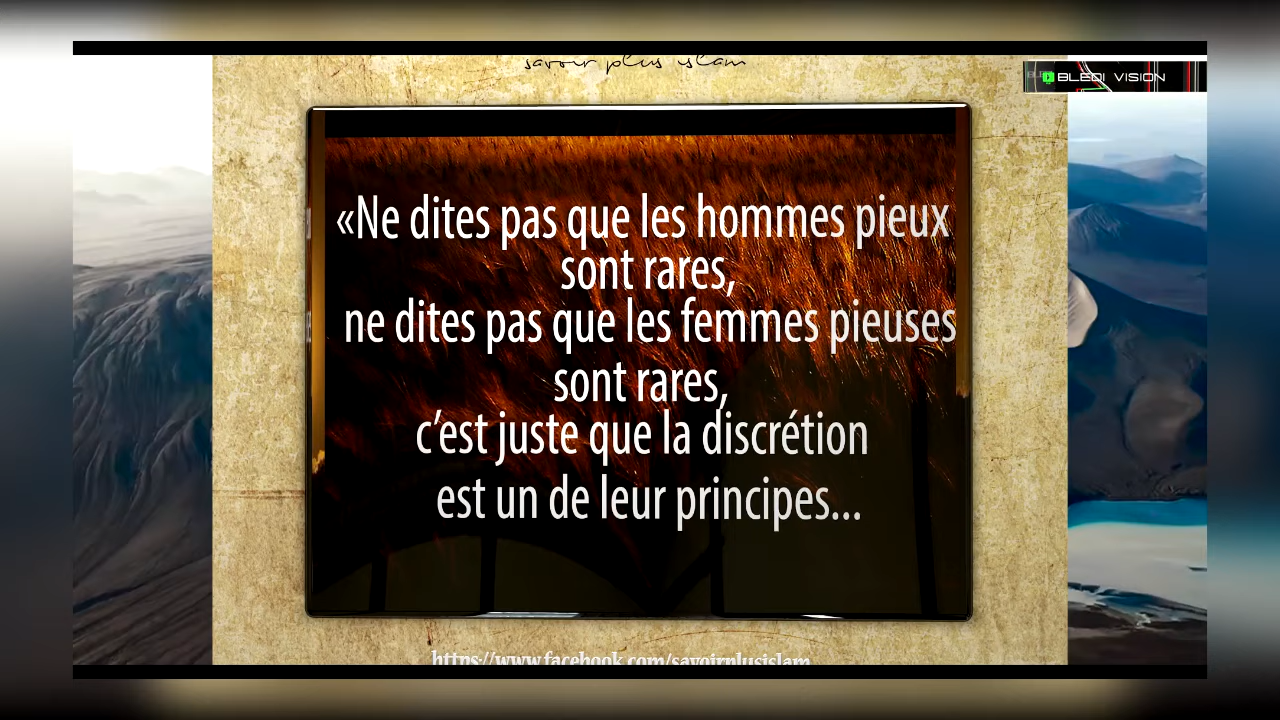 savoir plus islam
BLEDI VISION
«Ne dites pas que les hommes pieux
sont rares,
ne dites pas que les femmes pieuses
sont rares,
c’est juste que la discrétion
est un de leur principes...
https://www.facebook.com/savoirplusislam